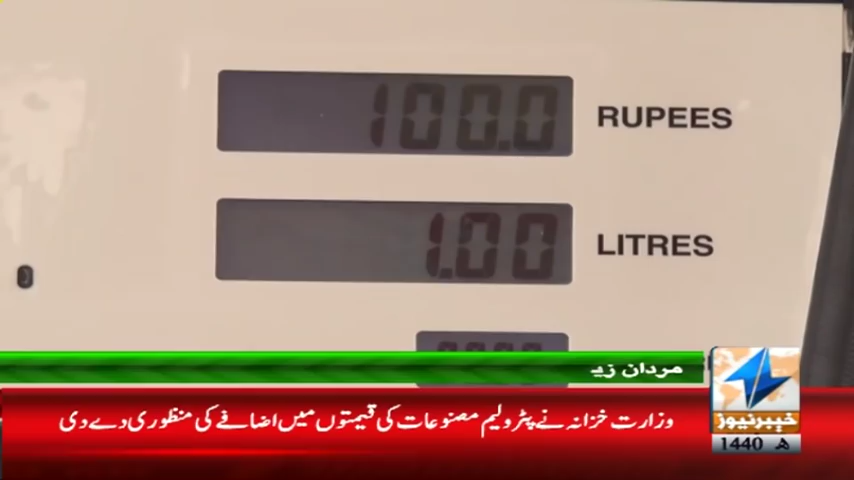 100.0 RUPEES
1.00 LITRES
مردان زی
وزارت خزانہ نے پٹرولیم مصنوعات کی قیمتوں میں اضافے کی منظوری دے دی
خیبر نیوز
1440 ھ